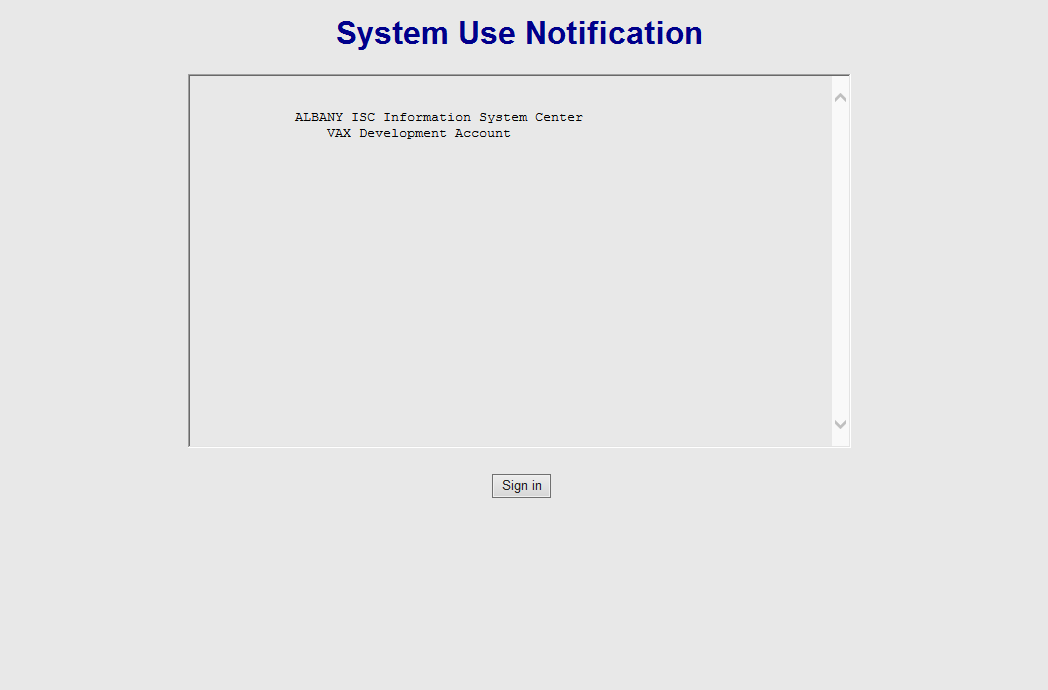 System Use Notification
ALBANY ISC Information System Center
VAX Development Account
Sign in